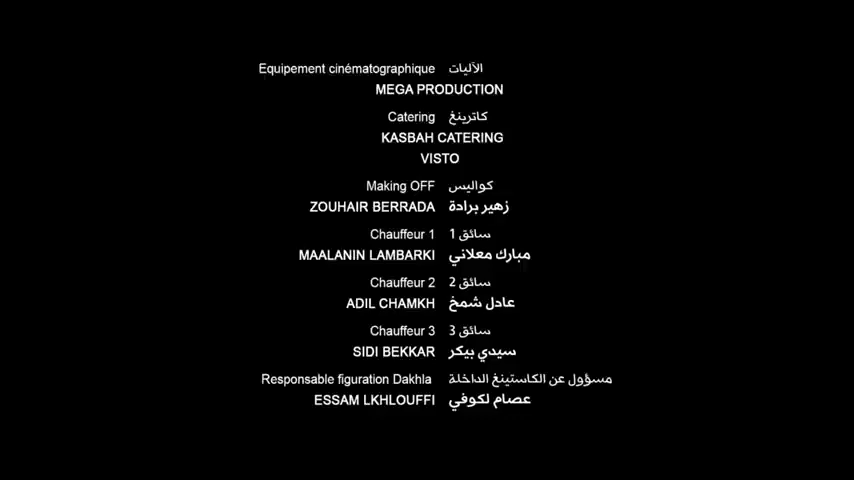 Equipement cinématographique الآليات
MEGA PRODUCTION
Catering كاترينغ
KASBAH CATERING
VISTO
Making OFF كواليس
ZOUHAIR BERRADA زهير برادة
Chauffeur 1 سائق 1
MAALANIN LAMBARKI مبارك معلاني
Chauffeur 2 سائق 2
ADIL CHAMKH عادل شمخ
Chauffeur 3 سائق 3
SIDI BEKKAR سيدي بيكر
Responsable figuration Dakhla مسؤول عن الكاستينغ الداخلة
ESSAM LKHLOUFFI عصام لكوفي